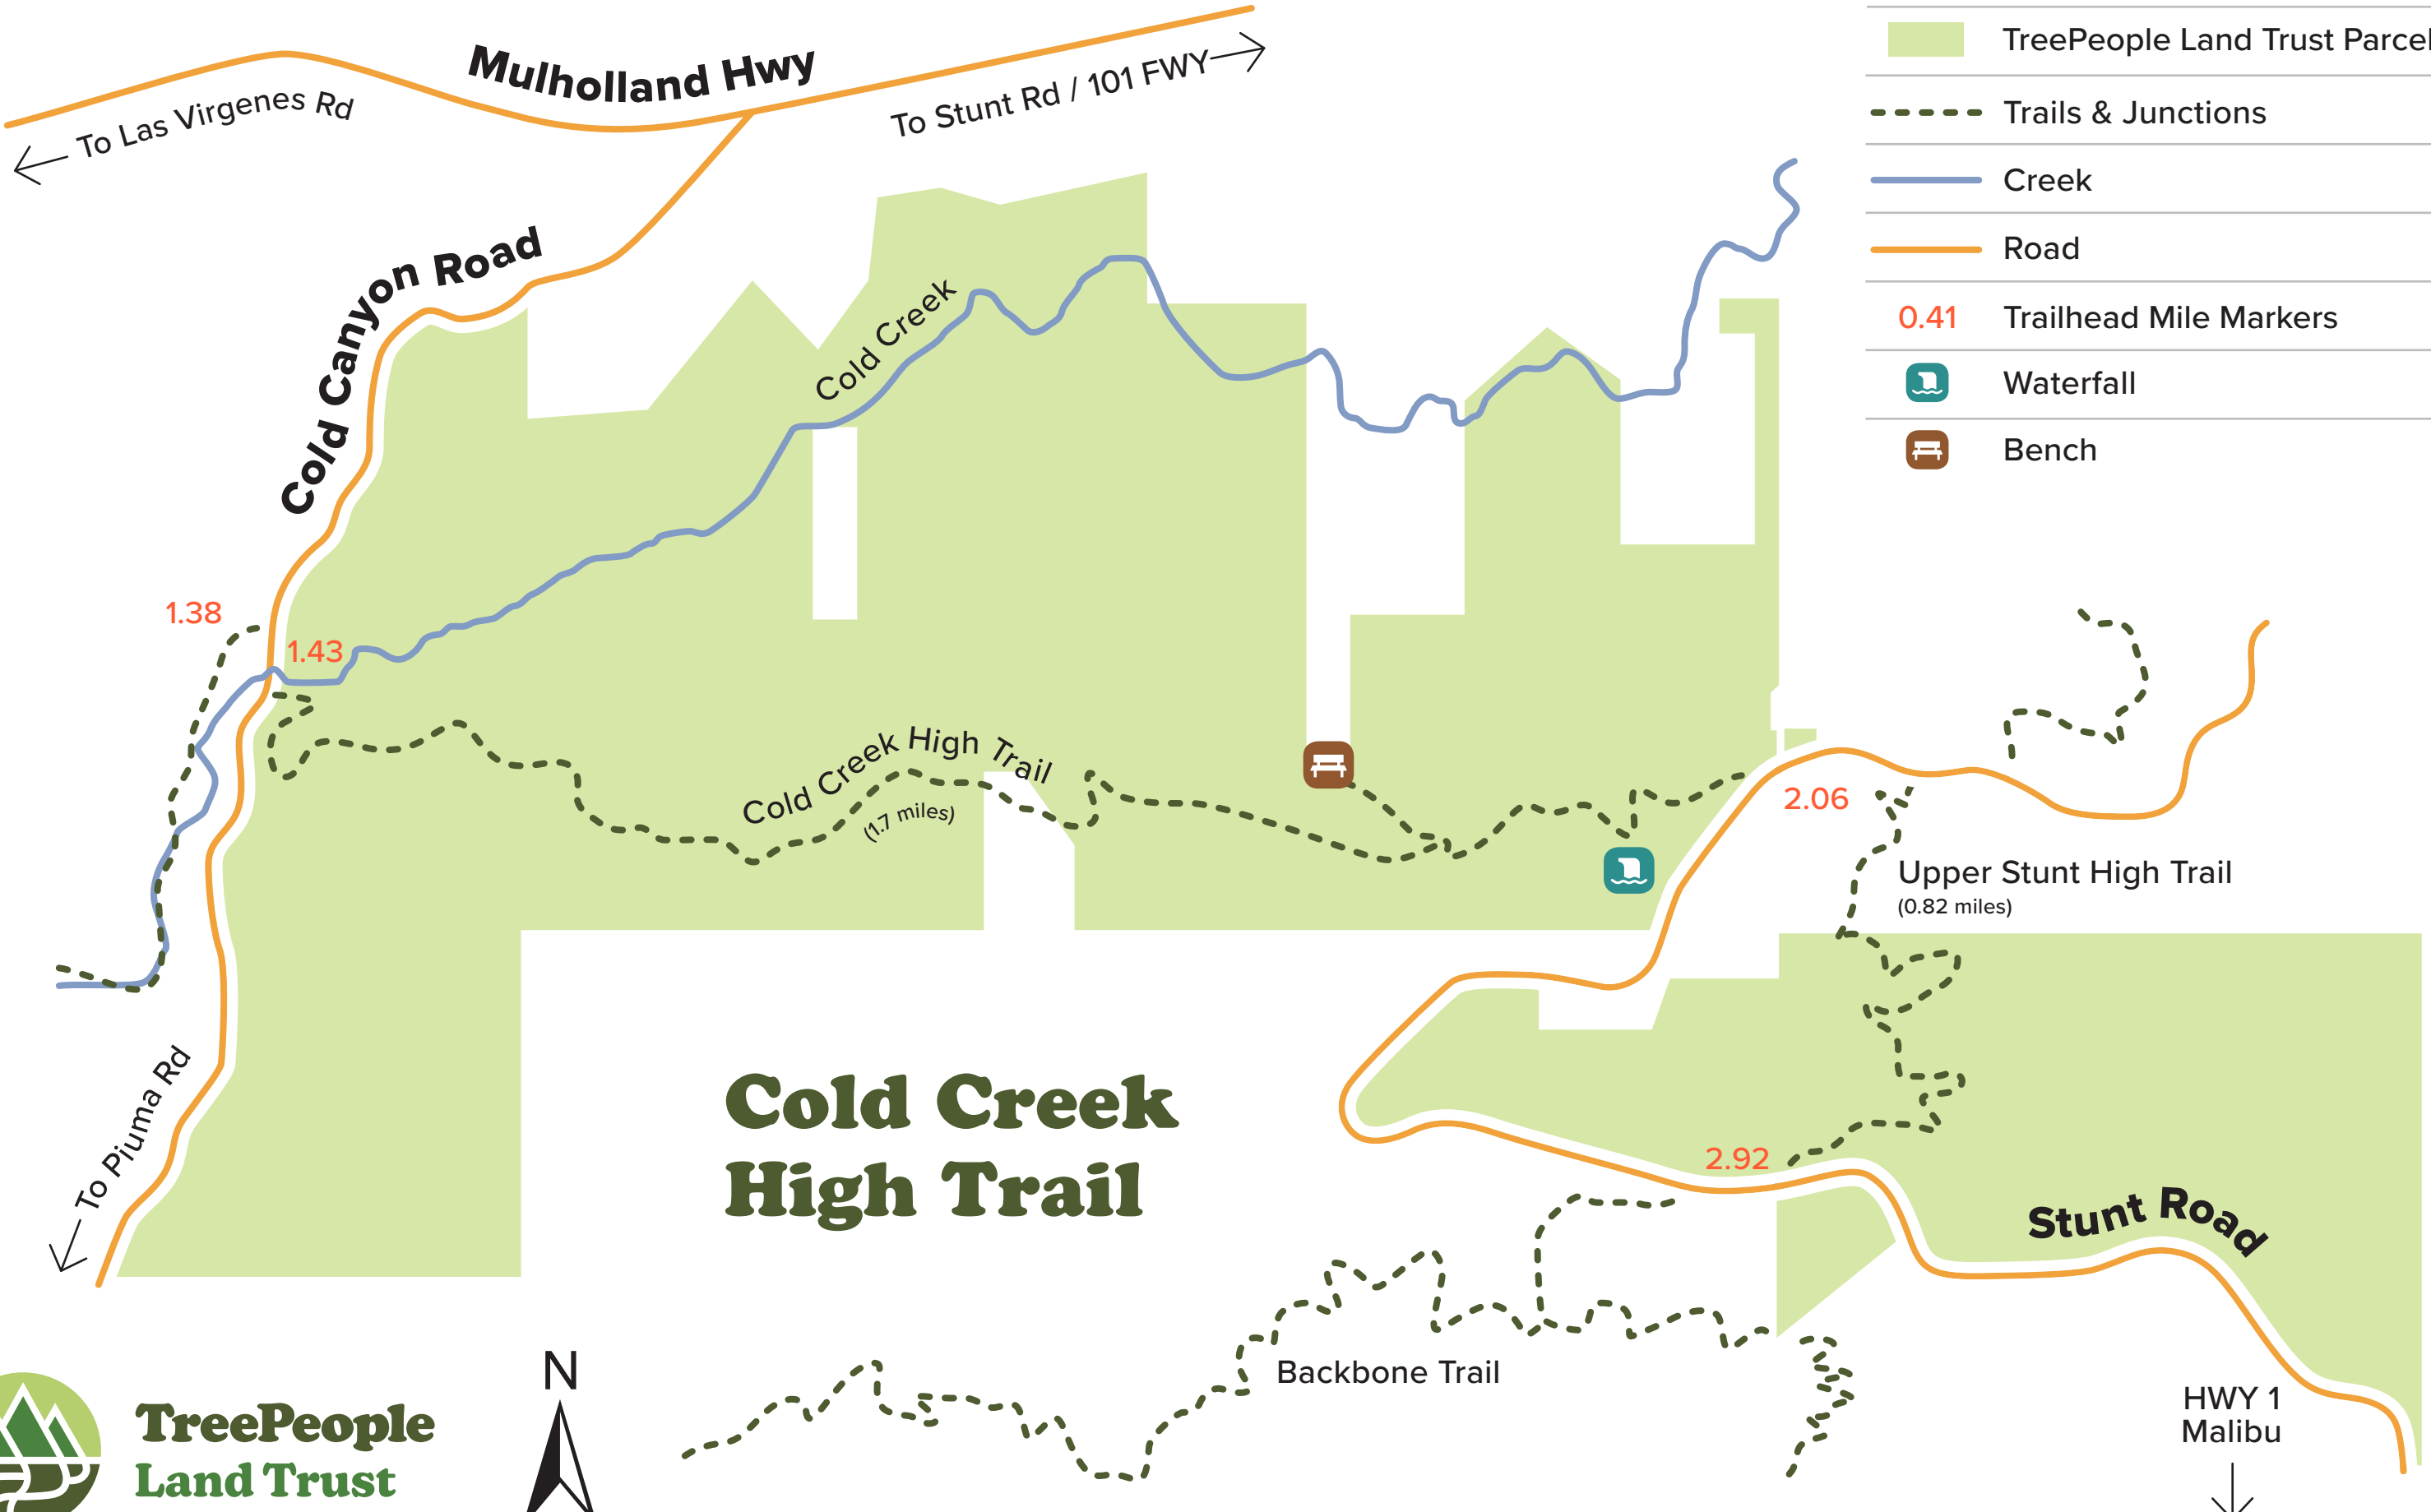 Mulholland Hwy
To Las Virgenes Rd
To Stunt Rd / 101 FWY
TreePeople Land Trust Parcel
Trails & Junctions
Creek
Road
0.41 Trailhead Mile Markers
Waterfall
Bench
Cold Canyon Road
Cold Creek
1.38
1.43
Cold Creek High Trail
(1.7 miles)
2.06
Upper Stunt High Trail
(0.82 miles)
To Piuma Rd
Cold Creek
High Trail
2.92
Stunt Road
Backbone Trail
N
HWY 1
Malibu
TreePeople
Land Trust